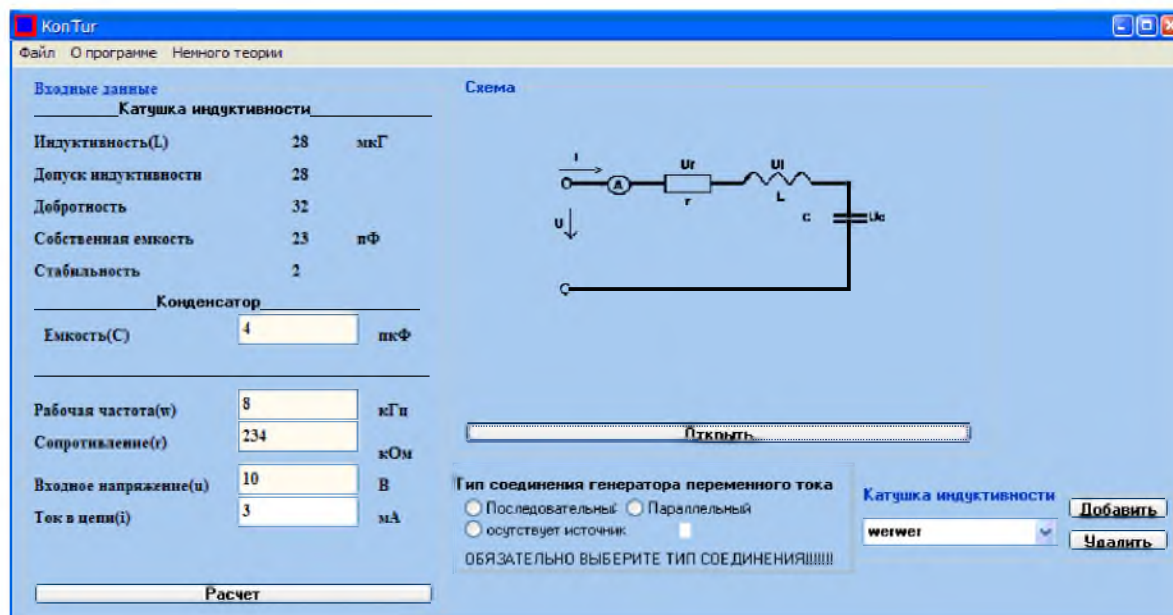 KonTur
Файл О программе Немного теории
Входные данные
Катушка индуктивности
Индуктивность(L) 28 мкГ
Допуск индуктивности 28
Добротность 32
Собственная емкость 23 пФ
Стабильность 2
Конденсатор
Емкость(C) 4 пкФ
Рабочая частота(w) 8 кГц
Сопротивление(r) 234 кОм
Входное напряжение(u) 10 В
Ток в цепи(i) 3 мА
Расчет
Схема
I
Ur
Ul
A
r
L
C
Uc
U
Открыть...
Тип соединения генератора переменного тока
Последовательный Параллельный
осутствует источник
ОБЯЗАТЕЛЬНО ВЫБЕРИТЕ ТИП СОЕДИНЕНИЯ!!!!!!!
Катушка индуктивности
werwer
Добавить
Удалить